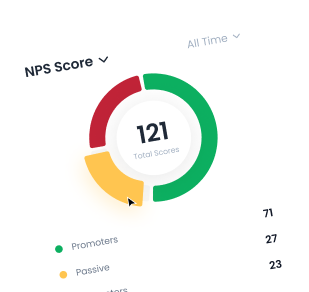 NPS Score
All Time
121
Total Scores
71
Promoters
27
Passive
23